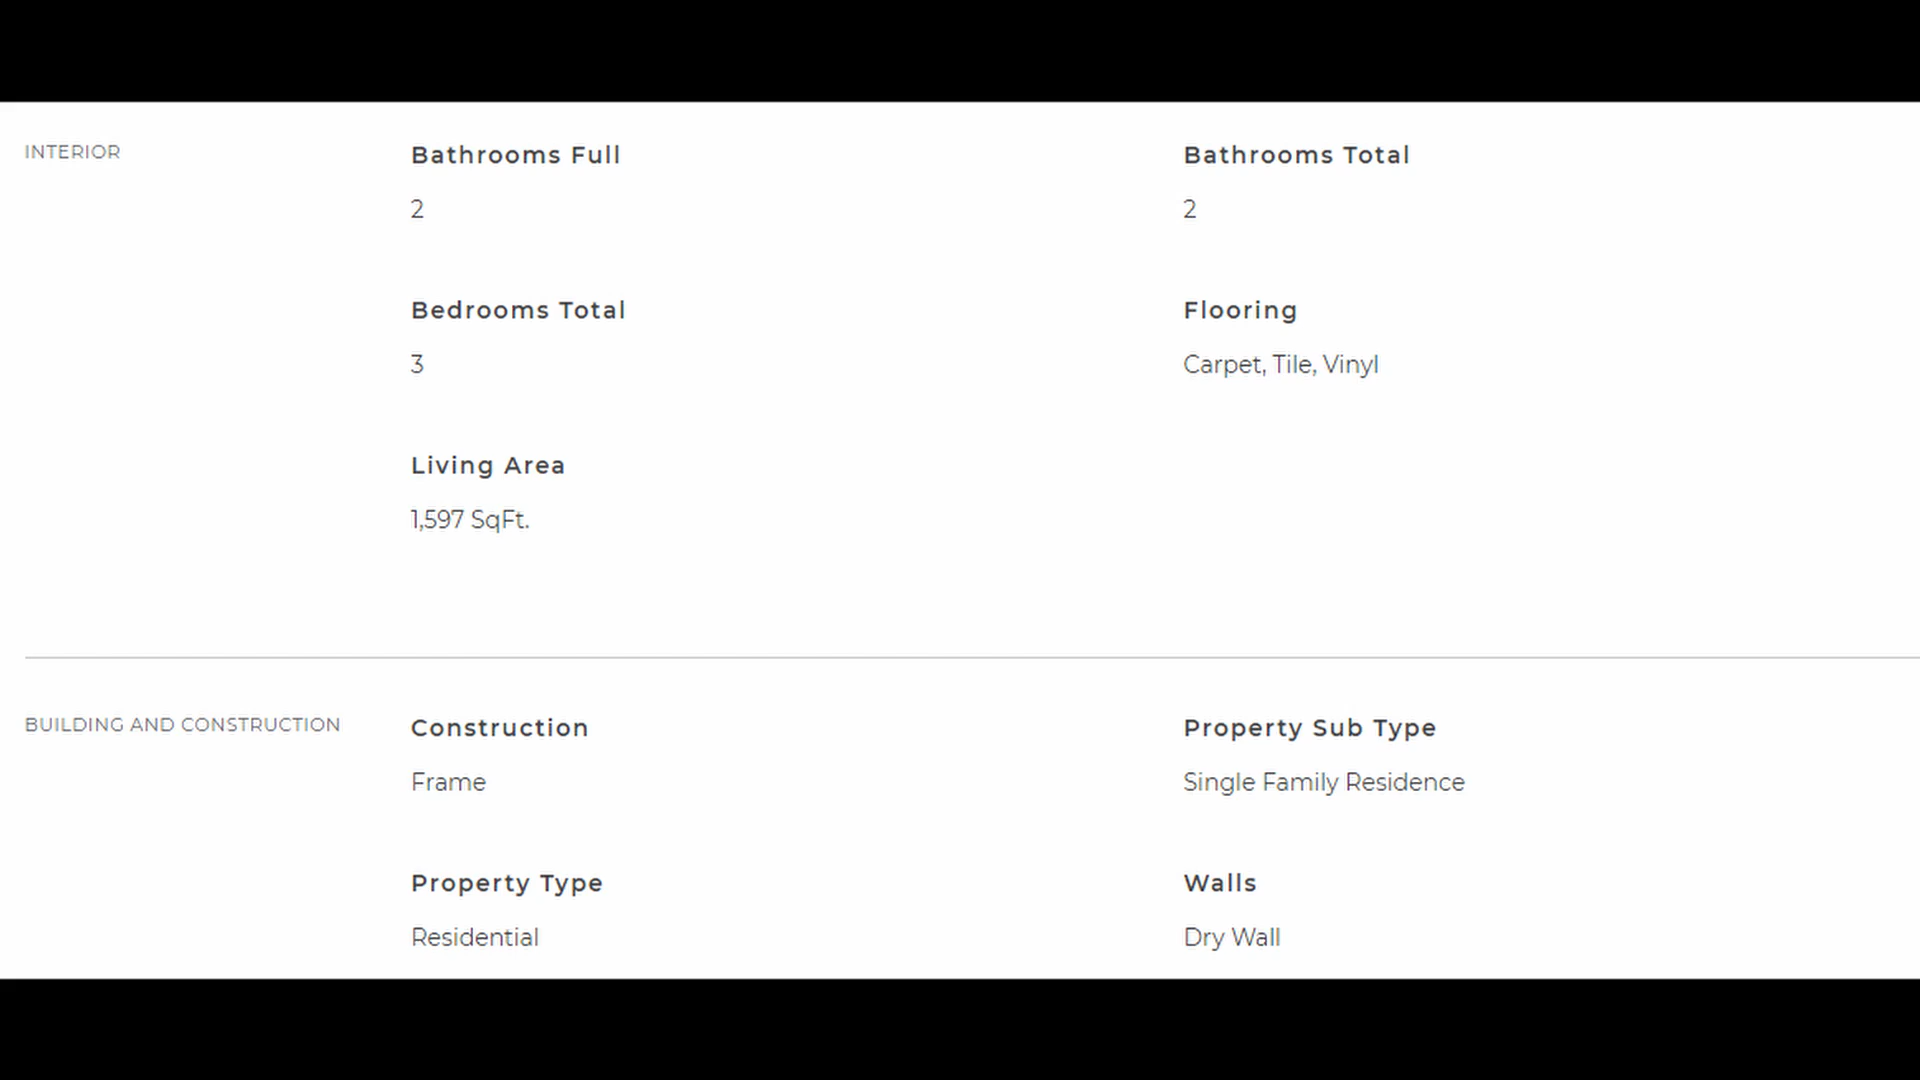 INTERIOR
Bathrooms Full
Bathrooms Total
2
2
Bedrooms Total
Flooring
3
Carpet, Tile, Vinyl
Living Area
1,597 SqFt.
BUILDING AND CONSTRUCTION
Construction
Property Sub Type
Frame
Single Family Residence
Property Type
Walls
Residential
Dry Wall